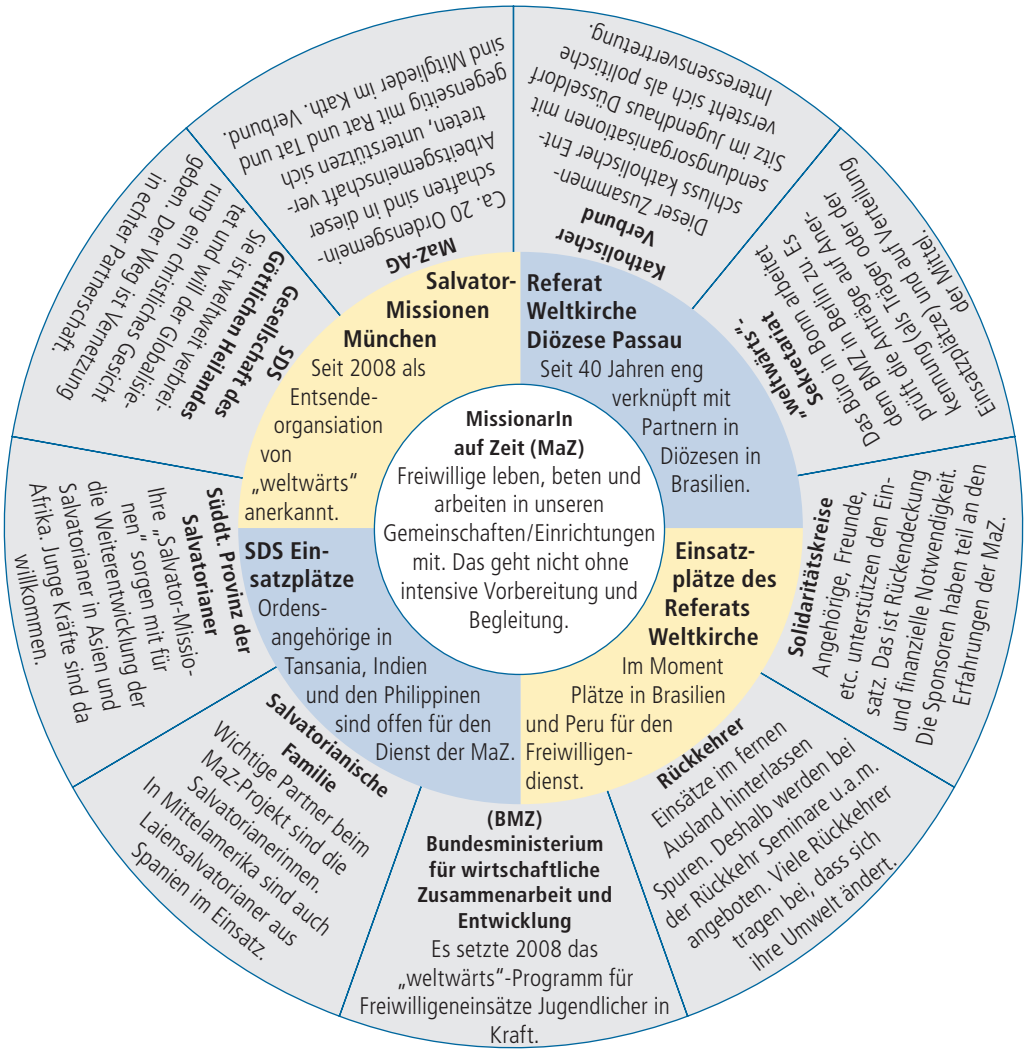 MissionarIn
auf Zeit (MaZ)
Freiwillige leben, beten und
arbeiten in unseren
Gemeinschaften/Einrichtungen
mit. Das geht nicht ohne
intensive Vorbereitung und
Begleitung.
Salvator-
Missionen
München
Seit 2008 als
Entsende-
organsiation
von
„weltwärts“
anerkannt.
Referat
Weltkirche
Diözese Passau
Seit 40 Jahren eng
verknüpft mit
Partnern in
Diözesen in
Brasilien.
SDS Ein-
satzplätze
Ordens-
angehörige in
Tansania, Indien
und den Philippinen
sind offen für den
Dienst der MaZ.
Einsatz-
plätze des
Referats
Weltkirche
Im Moment
Plätze in Brasilien
und Peru für den
Freiwilligen-
dienst.
MaZ-AG
Ca. 20 Ordensgemein-
schaften sind in dieser
Arbeitsgemeinschaft ver-
treten, unterstützen sich
gegenseitig mit Rat und Tat und
sind Mitglieder im Kath. Verbund.
Katholischer
Verbund
Dieser Zusammen-
schluss katholischer Ent-
sendungsorganisationen mit
Sitz im Jugendhaus Düsseldorf
versteht sich als politische
Interessensvertretung.
„weltwärts“-
Sekretariat
Das Büro in Bonn arbeitet
dem BMZ in Berlin zu. Es
prüft die Anträge auf Aner-
kennung (als Träger oder der
Einsatzplätze) und auf Verteilung
der Mittel.
Solidaritätskreise
Angehörige, Freunde,
etc. unterstützen den Ein-
satz. Das ist Rückendeckung
und finanzielle Notwendigkeit.
Die Sponsoren haben teil an den
Erfahrungen der MaZ.
Rückkehrer
Einsätze im fernen
Ausland hinterlassen
Spuren. Deshalb werden bei
der Rückkehr Seminare u.a.m.
angeboten. Viele Rückkehrer
tragen bei, dass sich
ihre Umwelt ändert.
(BMZ)
Bundesministerium
für wirtschaftliche
Zusammenarbeit und
Entwicklung
Es setzte 2008 das
„weltwärts“-Programm für
Freiwilligeneinsätze Jugendlicher in
Kraft.
Salvatorianische
Familie
Wichtige Partner beim
MaZ-Projekt sind die
Salvatorianerinnen.
In Mittelamerika sind auch
Laiensalvatorianer aus
Spanien im Einsatz.
Süddt. Provinz der
Salvatorianer
Ihre „Salvator-Missio-
nen“ sorgen mit für
die Weiterentwicklung der
Salvatorianer in Asien und
Afrika. Junge Kräfte sind da
willkommen.
SDS
Gesellschaft des
Göttlichen Heilandes
Sie ist weltweit verbrei-
tet und will der Globalisie-
rung ein christliches Gesicht
geben. Der Weg ist Vernetzung
in echter Partnerschaft.